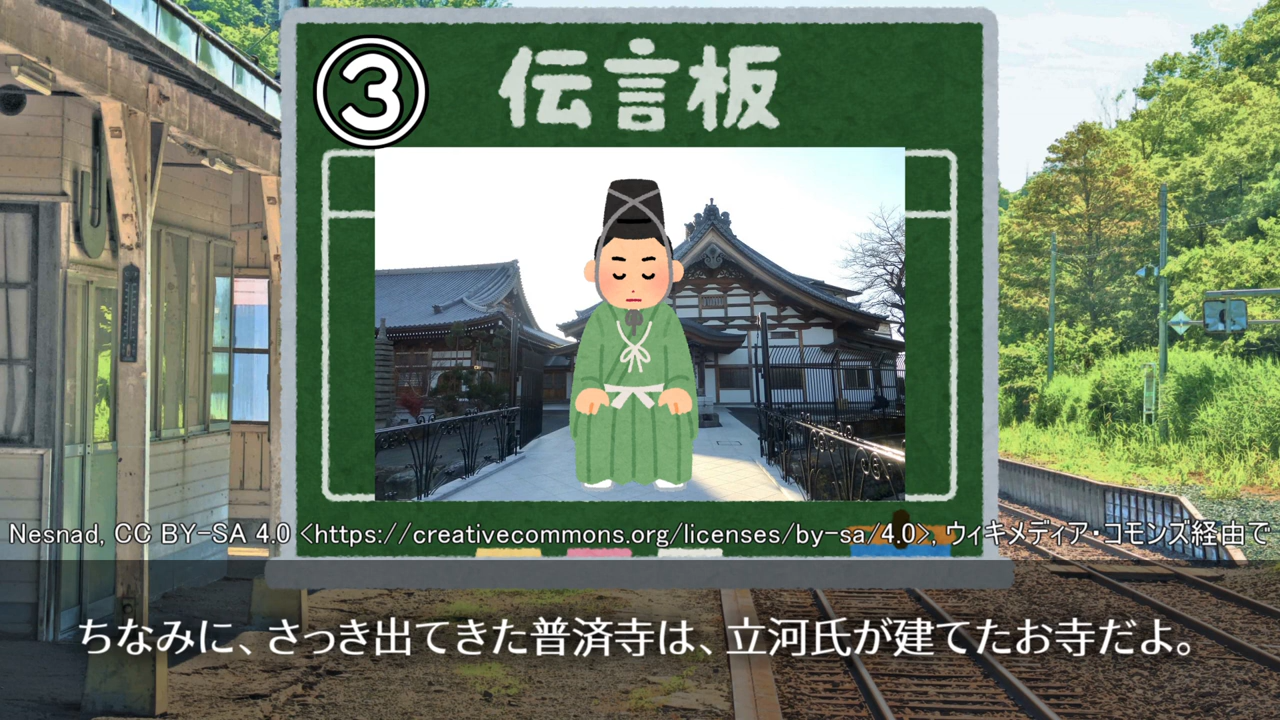 ③ 伝言板
Nesnad, CC BY-SA 4.0 <https://creativecommons.org/licenses/by-sa/4.0>, ウィキメディア・コモンズ経由で
ちなみに、さっき出てきた普済寺は、立河氏が建てたお寺だよ。